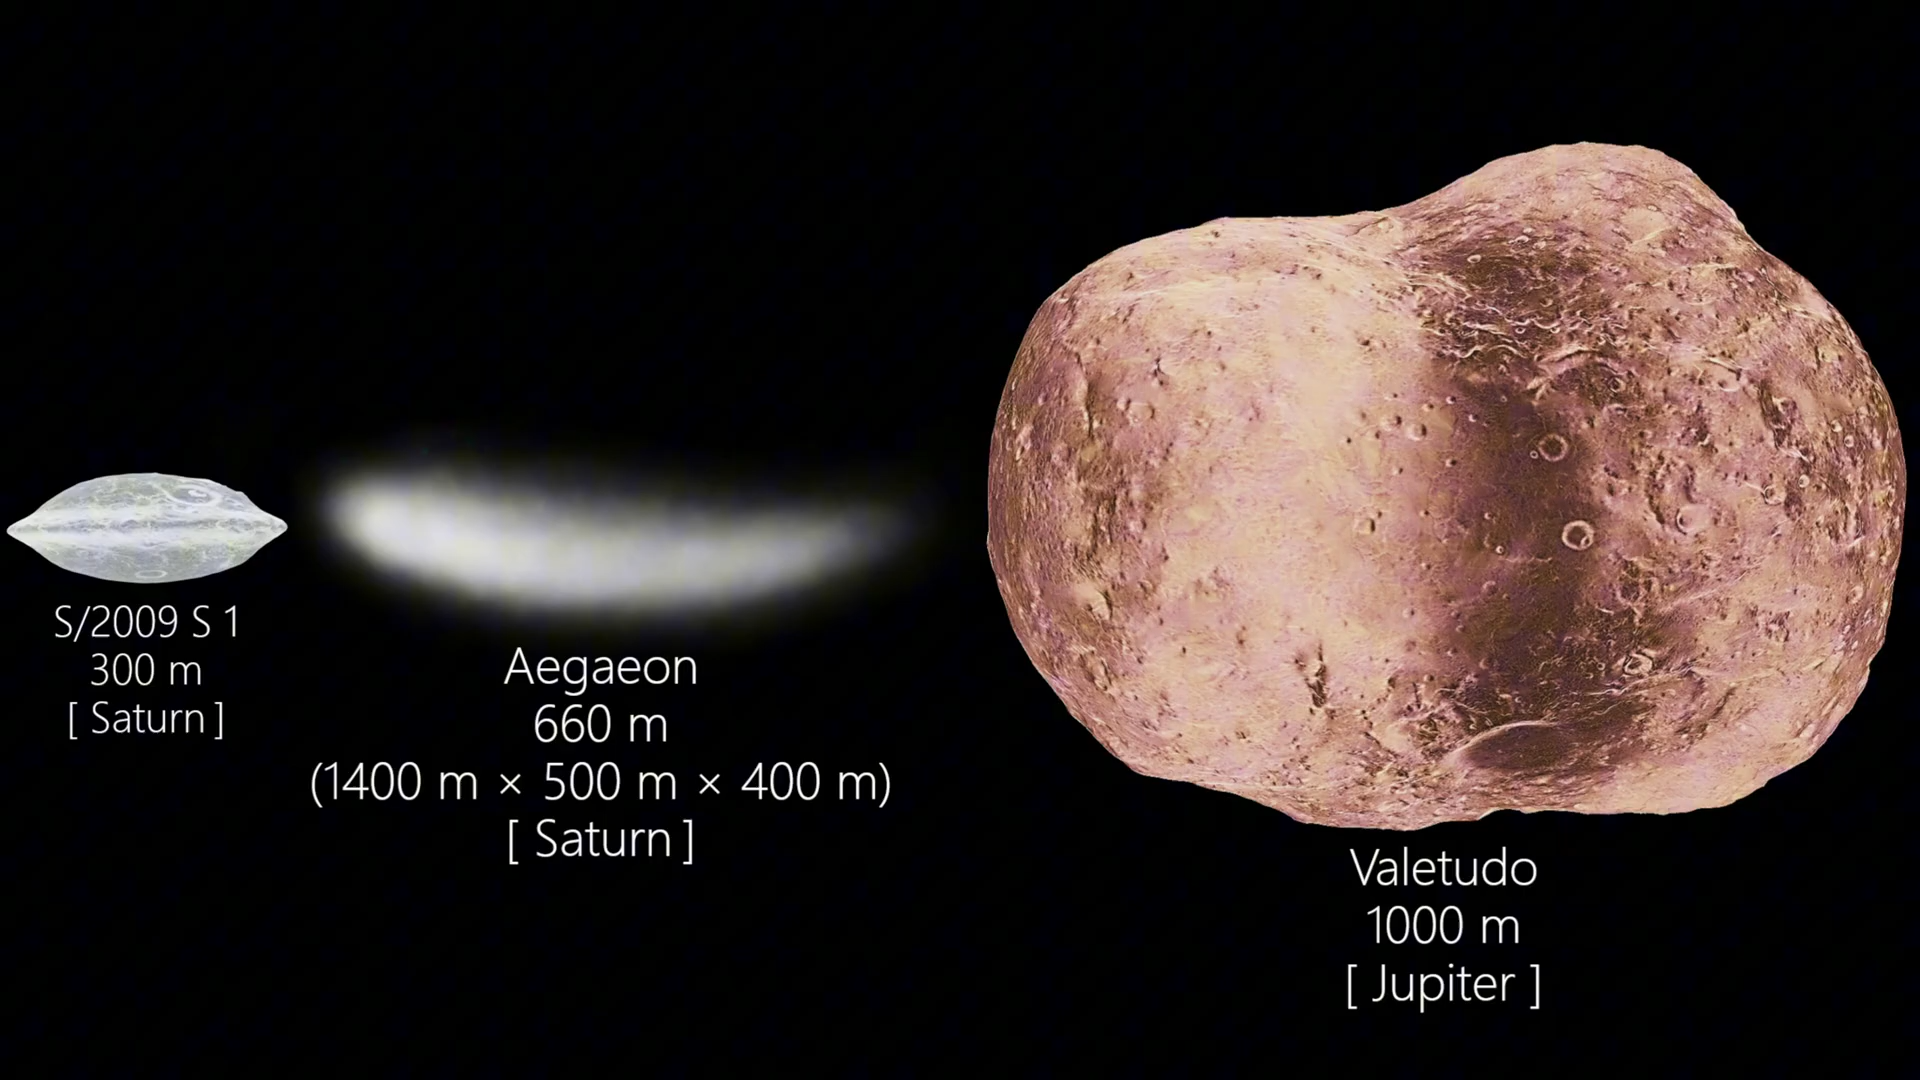 S/2009 S 1
300 m
[ Saturn ]
Aegaeon
660 m
(1400 m × 500 m × 400 m)
[ Saturn ]
Valetudo
1000 m
[ Jupiter ]